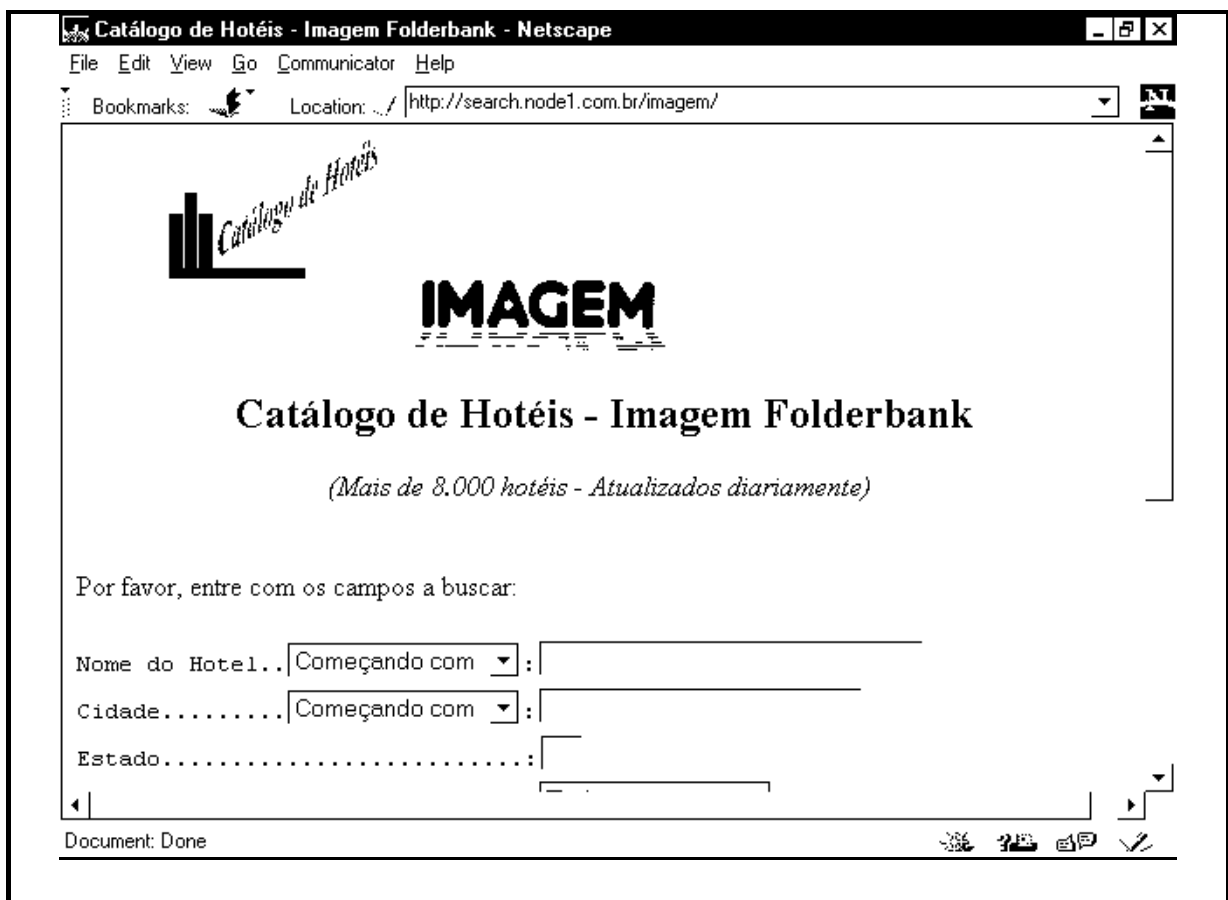 Catálogo de Hotéis - Imagem Folderbank - Netscape
File Edit View Go Communicator Help
Bookmarks: Location: http://search.node1.com.br/imagem/
Catálogo de Hotéis
IMAGEM
Catálogo de Hotéis - Imagem Folderbank
(Mais de 8.000 hotéis - Atualizados diariamente)
Por favor, entre com os campos a buscar:
Nome do Hotel..Começando com :
Cidade.........Começando com :
Estado..........................:
Document: Done